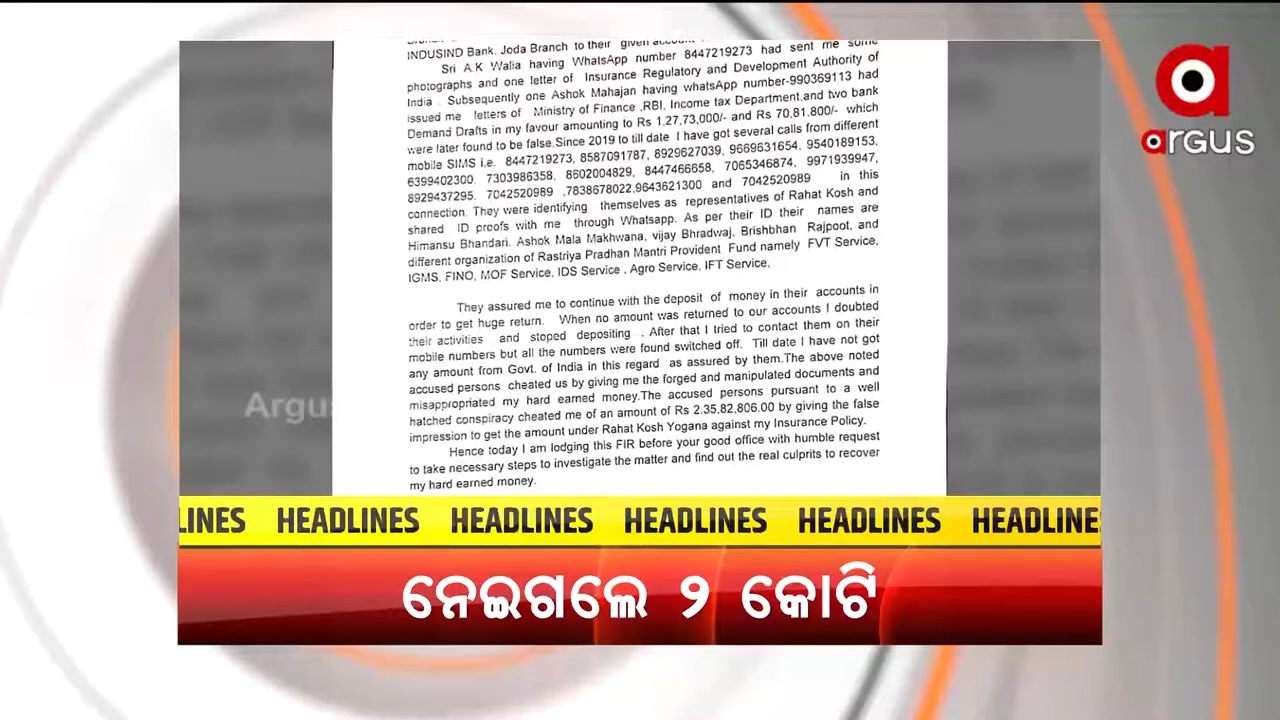 INDUSIND Bank, Joda Branch to their given account
Sri A.K Walia having WhatsApp number 8447219273 had sent me some
photographs and one letter of Insurance Regulatory and Development Authority of
India . Subsequently one Ashok Mahajan having whatsApp number-990369113 had
issued me letters of Ministry of Finance ,RBI, Income tax Department.and two bank
Demand Drafts in my favour amounting to Rs 1,27,73,000/- and Rs 70,81,800/- which
were later found to be false.Since 2019 to till date I have got several calls from different
mobile SIMS i.e. 8447219273, 8587091787, 8929627039, 9669631654, 9540189153,
6399402300. 7303986358, 8602004829, 8447466658, 7065346874, 9971939947,
8929437295. 7042520989 ,7838678022,9643621300 and 7042520989 in this
connection. They were identifying themselves as representatives of Rahat Kosh and
shared ID proofs with me through Whatsapp. As per their ID their names are
Himansu Bhandari. Ashok Mala Makhwana, vijay Bhradwaj, Brishbhan Rajpoot, and
different organization of Rastriya Pradhan Mantri Provident Fund namely FVT Service,
IGMS, FINO, MOF Service, IDS Service , Agro Service, IFT Service,
They assured me to continue with the deposit of money in their accounts in
order to get huge return. When no amount was returned to our accounts I doubted
their activities and stoped depositing . After that I tried to contact them on their
mobile numbers but all the numbers were found switched off. Till date I have not got
any amount from Govt. of India in this regard as assured by them.The above noted
accused persons cheated us by giving me the forged and manipulated documents and
misappropriated my hard earned money.The accused persons pursuant to a well
hatched conspiracy cheated me of an amount of Rs 2,35,82,806.00 by giving the false
impression to get the amount under Rahat Kosh Yogana against my Insurance Policy.
Hence today I am lodging this FIR before your good office with humble request
to take necessary steps to investigate the matter and find out the real culprits to recover
my hard earned money.
Argus
argus
LINES HEADLINES HEADLINES HEADLINES HEADLINES HEADLINE
ନେଇଗଲେ ୨ କୋଟି